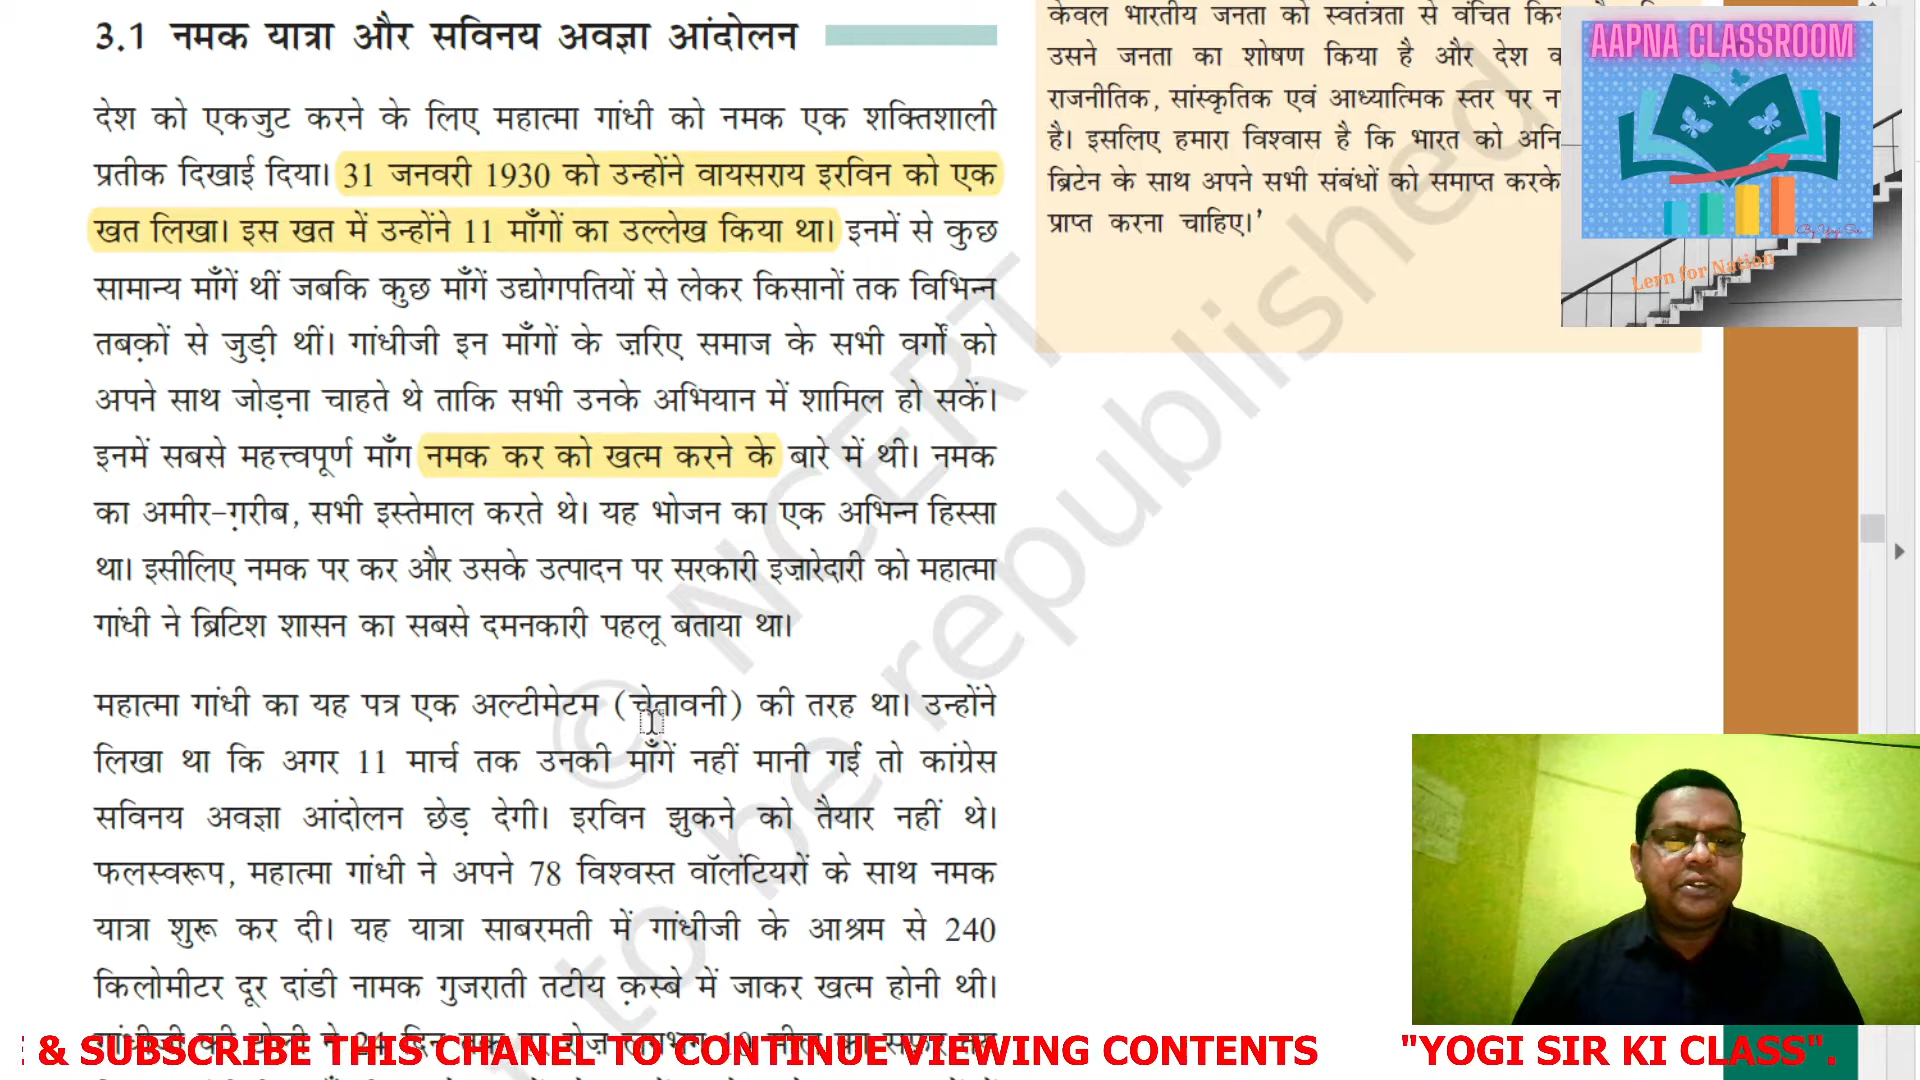 3.1 नमक यात्रा और सविनय अवज्ञा आंदोलन
देश को एकजुट करने के लिए महात्मा गांधी को नमक एक शक्तिशाली
प्रतीक दिखाई दिया। 31 जनवरी 1930 को उन्होंने वायसराय इरविन को एक
खत लिखा। इस खत में उन्होंने 11 माँगों का उल्लेख किया था। इनमें से कुछ
सामान्य माँगें थीं जबकि कुछ माँगें उद्योगपतियों से लेकर किसानों तक विभिन्न
तबक़ों से जुड़ी थीं। गांधीजी इन माँगों के ज़रिए समाज के सभी वर्गों को
अपने साथ जोड़ना चाहते थे ताकि सभी उनके अभियान में शामिल हो सकें।
इनमें सबसे महत्त्वपूर्ण माँग नमक कर को खत्म करने के बारे में थी। नमक
का अमीर-ग़रीब, सभी इस्तेमाल करते थे। यह भोजन का एक अभिन्न हिस्सा
था। इसीलिए नमक पर कर और उसके उत्पादन पर सरकारी इज़ारेदारी को महात्मा
गांधी ने ब्रिटिश शासन का सबसे दमनकारी पहलू बताया था।
महात्मा गांधी का यह पत्र एक अल्टीमेटम (चेतावनी) की तरह था। उन्होंने
लिखा था कि अगर 11 मार्च तक उनकी माँगें नहीं मानी गईं तो कांग्रेस
सविनय अवज्ञा आंदोलन छेड़ देगी। इरविन झुकने को तैयार नहीं थे।
फलस्वरूप, महात्मा गांधी ने अपने 78 विश्वस्त वॉलंटियरों के साथ नमक
यात्रा शुरू कर दी। यह यात्रा साबरमती में गांधीजी के आश्रम से 240
किलोमीटर दूर दांडी नामक गुजराती तटीय क़स्बे में जाकर खत्म होनी थी।
केवल भारतीय जनता को स्वतंत्रता से वंचित
उसने जनता का शोषण किया है और देश
राजनीतिक, सांस्कृतिक एवं आध्यात्मिक स्तर पर
है। इसलिए हमारा विश्वास है कि भारत को
ब्रिटेन के साथ अपने सभी संबंधों को समाप्त करके
प्राप्त करना चाहिए।'
© NCERT
to be republished
AAPNA CLASSROOM
By Yogi Sir
Lern for Nation
& SUBSCRIBE THIS CHANEL TO CONTINUE VIEWING CONTENTS "YOGI SIR KI CLASS".